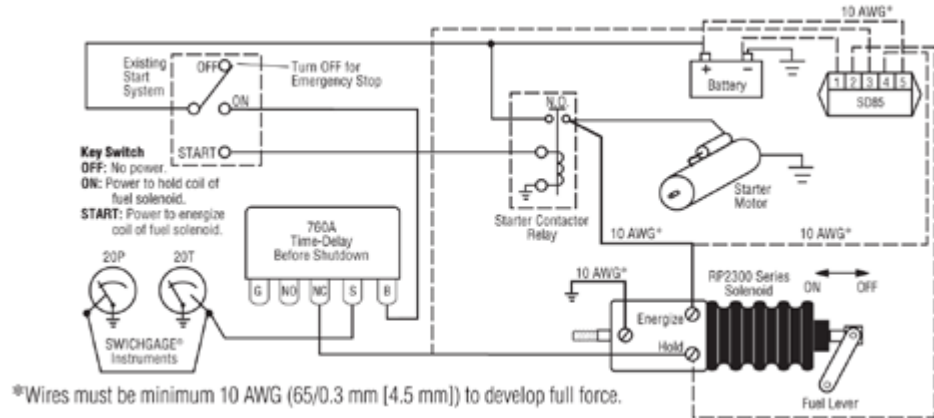 10 AWG*
Existing
Start
System
OFF
Turn OFF for
Emergency Stop
ON
START
Key Switch
OFF: No power.
ON: Power to hold coil of
fuel solenoid.
START: Power to energize
coil of fuel solenoid.
N.O.
+ −
Battery
1 2 3 4 5
SD85
Starter
Motor
Starter Contactor
Relay
10 AWG*
10 AWG*
760A
Time-Delay
Before Shutdown
G NO NC S B
20P
20T
SWICHGAGE®
Instruments
10 AWG*
RP2300 Series
Solenoid
ON OFF
Energize
Hold
Fuel Lever
*Wires must be minimum 10 AWG (65/0.3 mm [4.5 mm]) to develop full force.